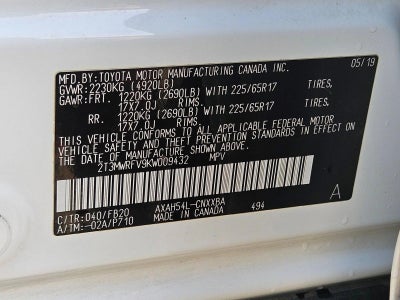 MFD.BY:TOYOTA MOTOR MANUFACTURING CANADA INC. 05/19
GVWR:2230KG (4920LB)
GAWR:FRT. 1220KG (2690LB) WITH 225/65R17 TIRES.
17X7.0J RIMS.
RR. 1220KG (2690LB) WITH 225/65R17 TIRES.
17X7.0J RIMS.
THIS VEHICLE CONFORMS TO ALL APPLICABLE FEDERAL MOTOR
VEHICLE SAFETY AND THEFT PREVENTION STANDARDS IN EFFECT
ON THE DATE OF MANUFACTURE SHOWN ABOVE.
2T3MWRFV9KW009432 MPV
C/TR:040/FB20 AXAH54L-CNXXBA A
A/TM:-02A/P710 MADE IN CANADA 494